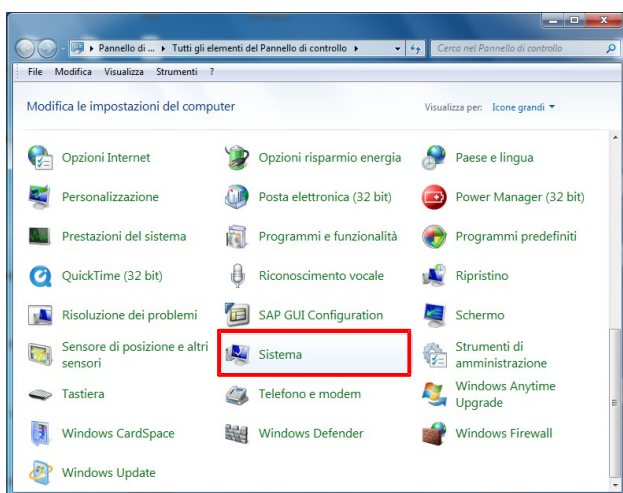 Pannello di ... Tutti gli elementi del Pannello di controllo Cerca nel Pannello di controllo
File Modifica Visualizza Strumenti ?
Modifica le impostazioni del computer Visualizza per: Icone grandi
Opzioni Internet Opzioni risparmio energia Paese e lingua
Personalizzazione Posta elettronica (32 bit) Power Manager (32 bit)
Prestazioni del sistema Programmi e funzionalità Programmi predefiniti
QuickTime (32 bit) Riconoscimento vocale Ripristino
Risoluzione dei problemi SAP GUI Configuration Schermo
Sensore di posizione e altri
sensori
Sistema
Strumenti di
amministrazione
Tastiera Telefono e modem
Windows Anytime
Upgrade
Windows CardSpace Windows Defender Windows Firewall
Windows Update